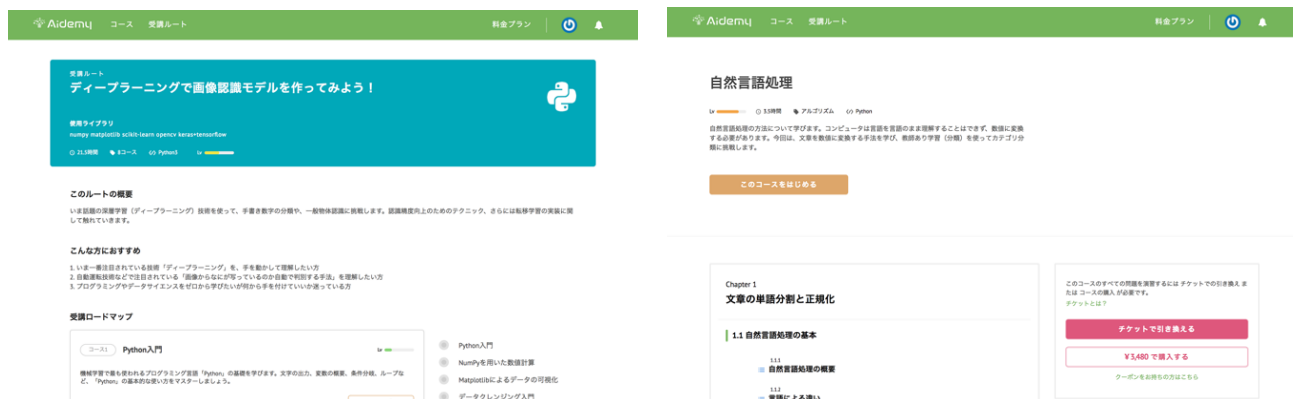 Aidemy コース 受講ルート 料金プラン
受講ルート
ディープラーニングで画像認識モデルを作ってみよう！
使用ライブラリ
numpy matplotlib scikit-learn opencv keras+tensorflow
21.5時間 8コース Python3 Lv
このルートの概要
いま話題の深層学習（ディープラーニング）技術を使って、手書き数字の分類や、一般物体認識に挑戦します。認識精度向上のためのテクニック、さらには転移学習の実装に関
して触れていきます。
こんな方におすすめ
1. いま一番注目されている技術「ディープラーニング」を、手を動かして理解したい方
2. 自動運転技術などで注目されている「画像からなにが写っているのか自動で判別する手法」を理解したい方
3. プログラミングやデータサイエンスをゼロから学びたいが何から手を付けていいか迷っている方
受講ロードマップ
コース1 Python入門 Lv
機械学習で最も使われるプログラミング言語「Python」の基礎を学びます。文字の出力、変数の概要、条件分岐、ループな
ど、「Python」の基本的な使い方をマスターしましょう。
Python入門
NumPyを用いた数値計算
Matplotlibによるデータの可視化
データクレンジング入門
Aidemy コース 受講ルート 料金プラン
自然言語処理
Lv 3.5時間 アルゴリズム Python
自然言語処理の方法について学びます。コンピュータは言語を言語のまま理解することはできず、数値に変換
する必要があります。今回は、文章を数値に変換する手法を学び、教師あり学習（分類）を使ってカテゴリ分
類に挑戦します。
このコースをはじめる
Chapter 1
文章の単語分割と正規化
1.1 自然言語処理の基本
1.1.1
自然言語処理の概要
1.1.2
言語による違い
このコースのすべての問題を演習するには チケットでの引き換え ま
たは コースの購入 が必要です。
チケットとは？
チケットで引き換える
¥3,480 で購入する
クーポンをお持ちの方はこちら